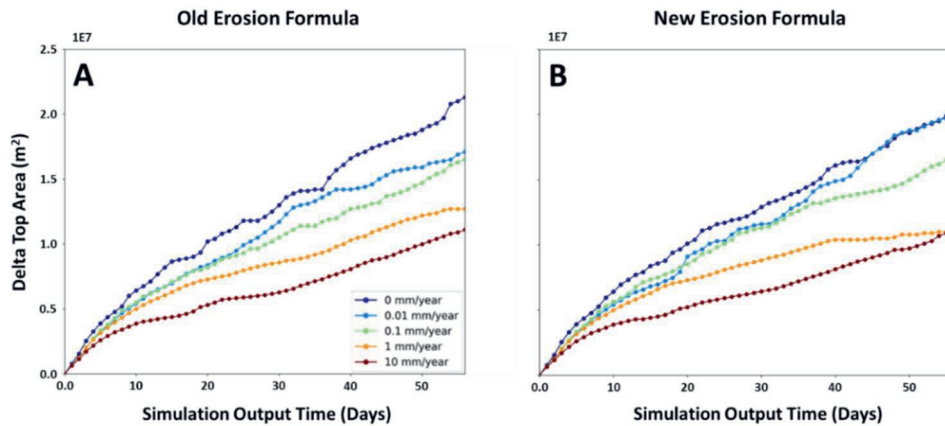 Old Erosion Formula
1E7
A
2.5
2.0
1.5
1.0
0.5
0.0
Delta Top Area (m²)
0 mm/year
0.01 mm/year
0.1 mm/year
1 mm/year
10 mm/year
0.0 10 20 30 40 50
Simulation Output Time (Days)
New Erosion Formula
1E7
B
0.0 10 20 30 40 50
Simulation Output Time (Days)